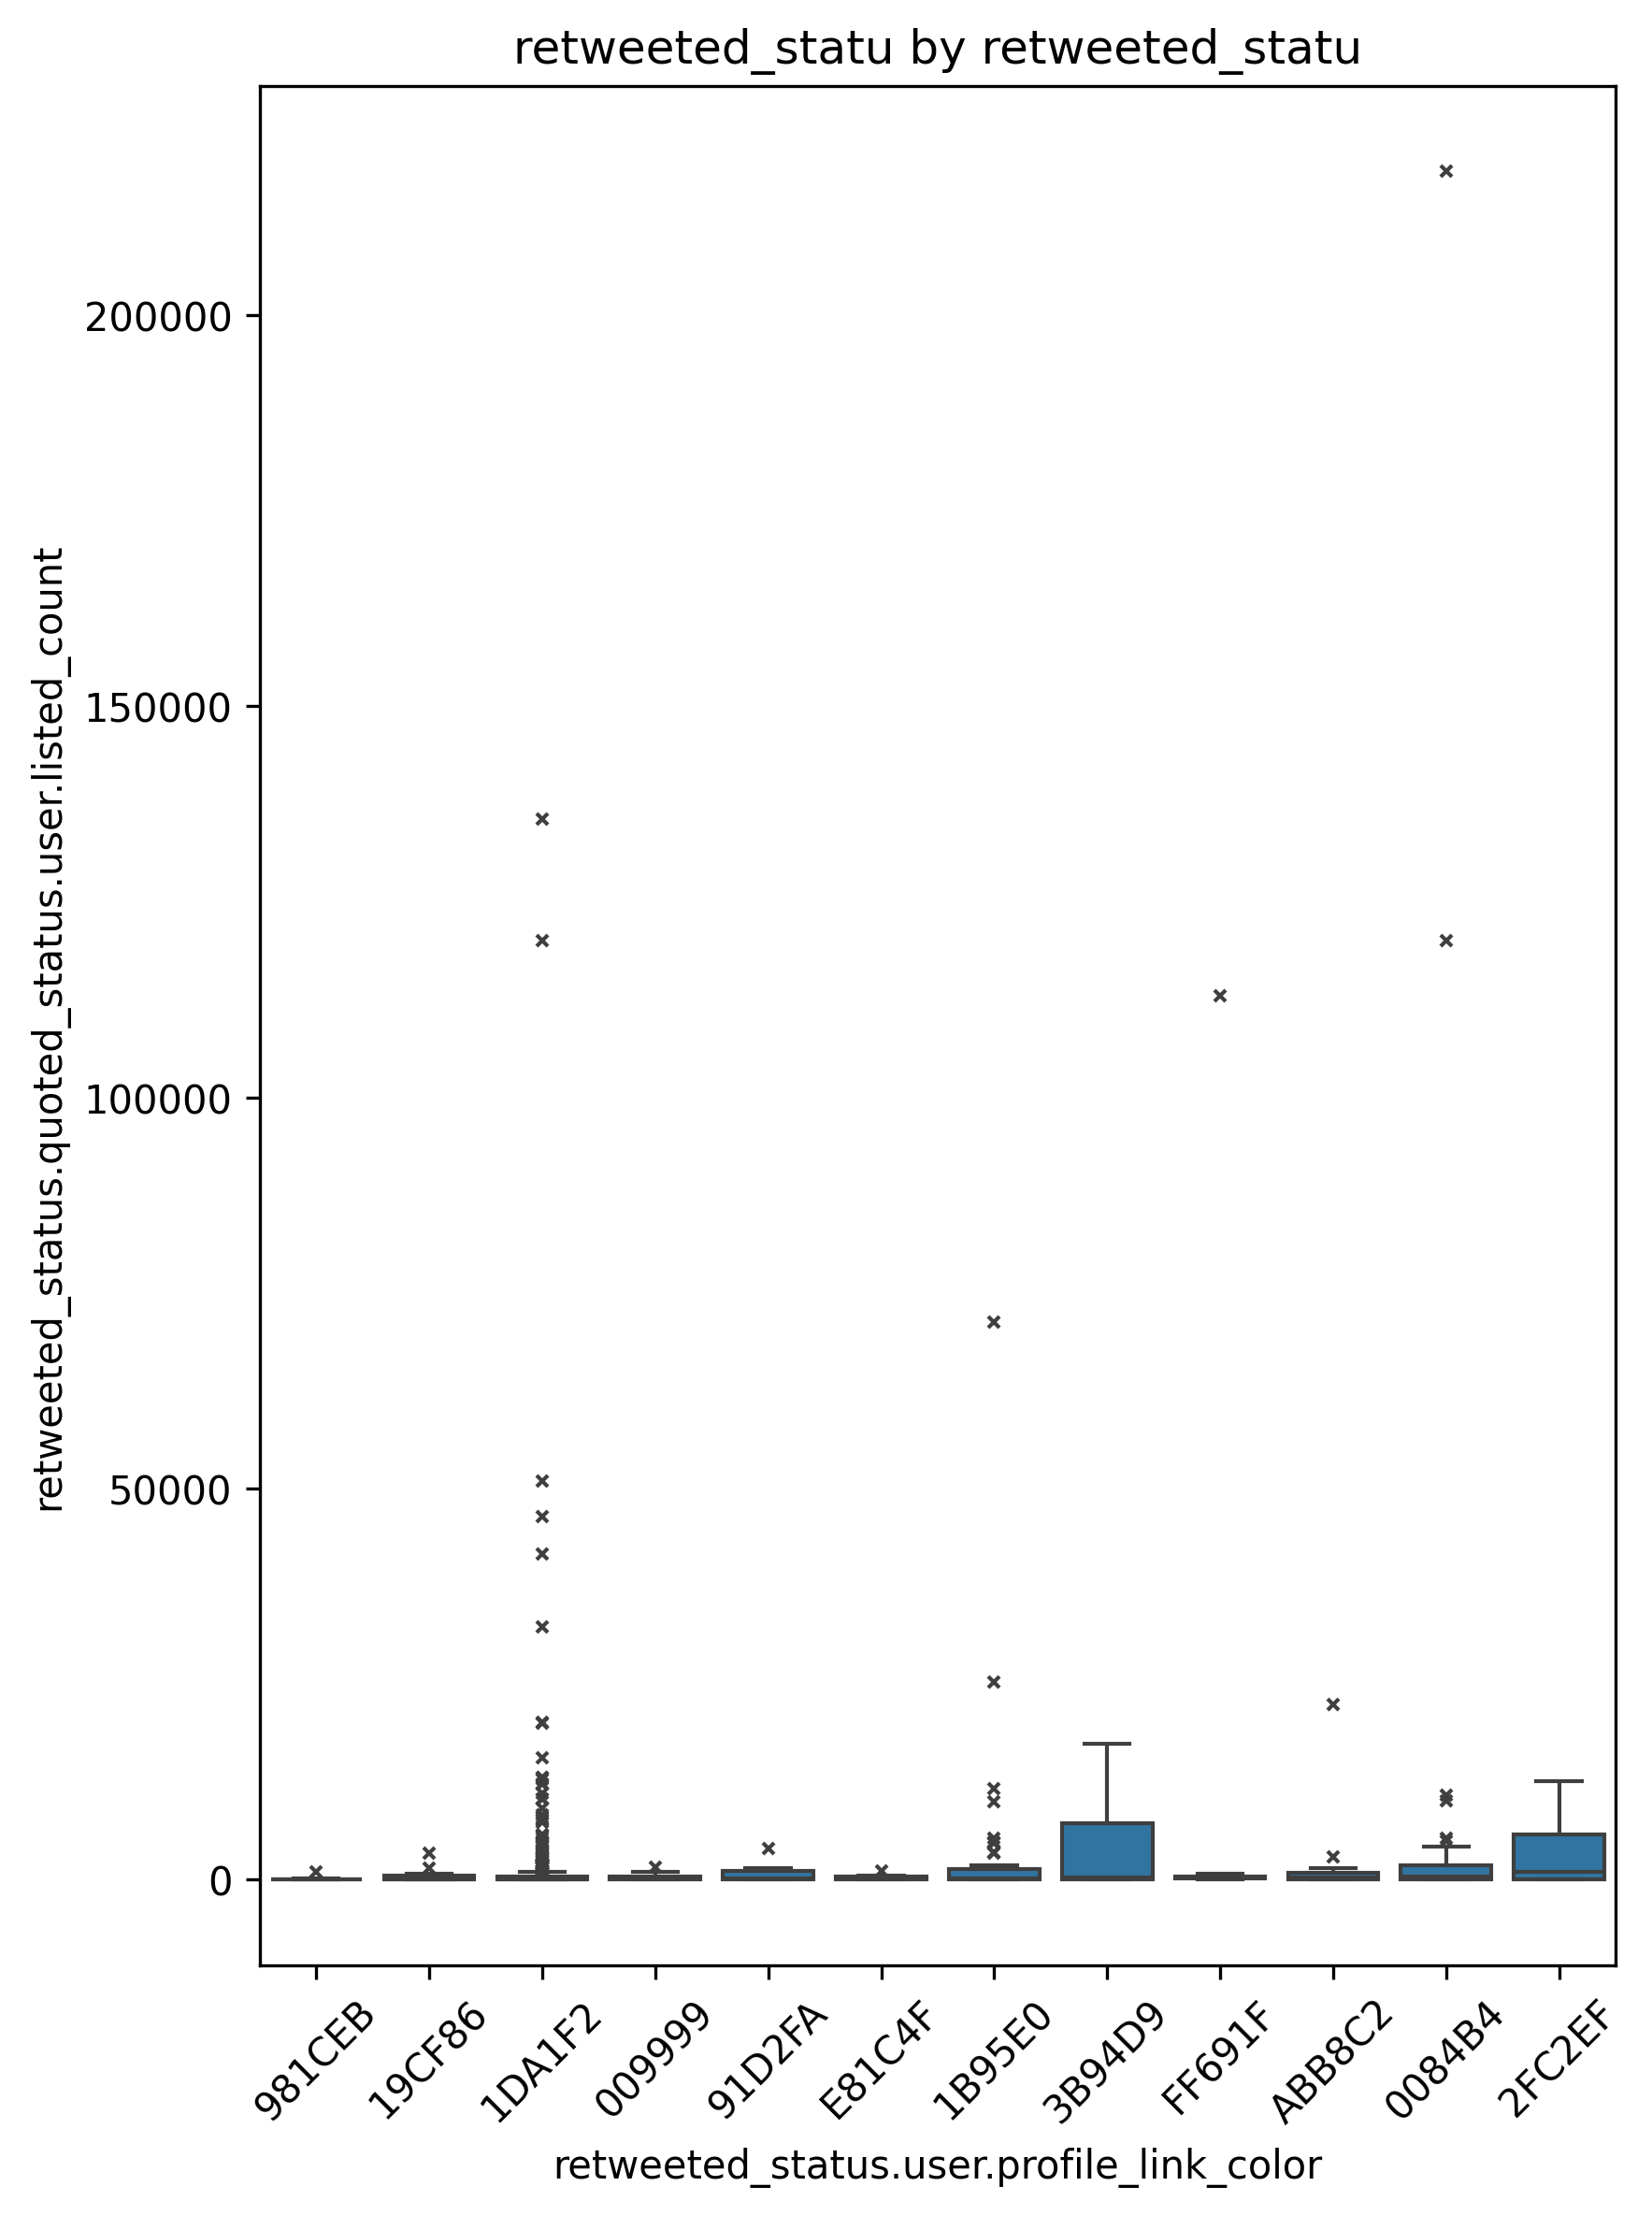 retweeted_statu by retweeted_statu
retweeted_status.quoted_status.user.listed_count
200000
150000
100000
50000
0
981CEB
19CF86
1DA1F2
009999
91D2FA
E81C4F
1B95E0
3B94D9
FF691F
ABB8C2
0084B4
2FC2EF
retweeted_status.user.profile_link_color